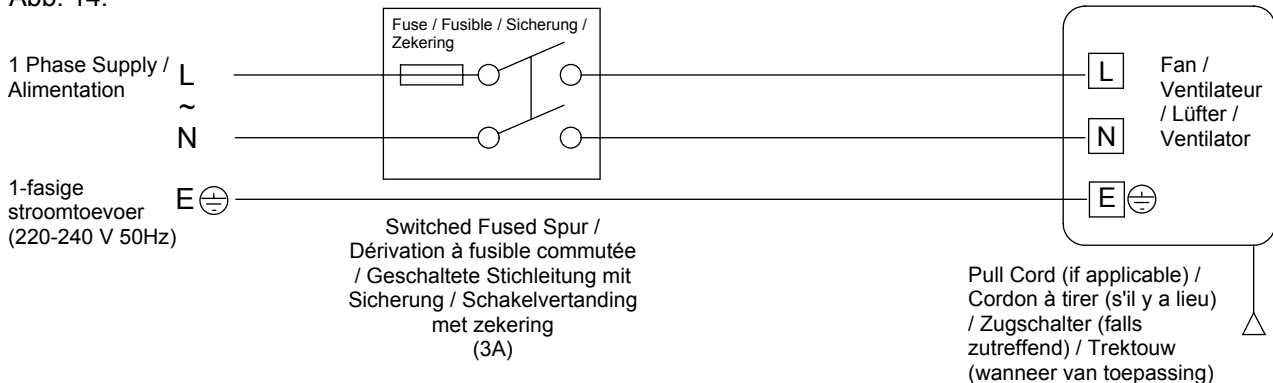 Abb. 14.
Fuse / Fusible / Sicherung /
Zekering
1 Phase Supply /
Alimentation
L
~
N
1-fasige
stroomtoevoer
(220-240 V 50Hz)
E
Switched Fused Spur /
Dérivation à fusible commutée
/ Geschaltete Stichleitung mit
Sicherung / Schakelvertanding
met zekering
(3A)
L
N
E
Fan /
Ventilateur
/ Lüfter /
Ventilator
Pull Cord (if applicable) /
Cordon à tirer (s'il y a lieu)
/ Zugschalter (falls
zutreffend) / Trektouw
(wanneer van toepassing)